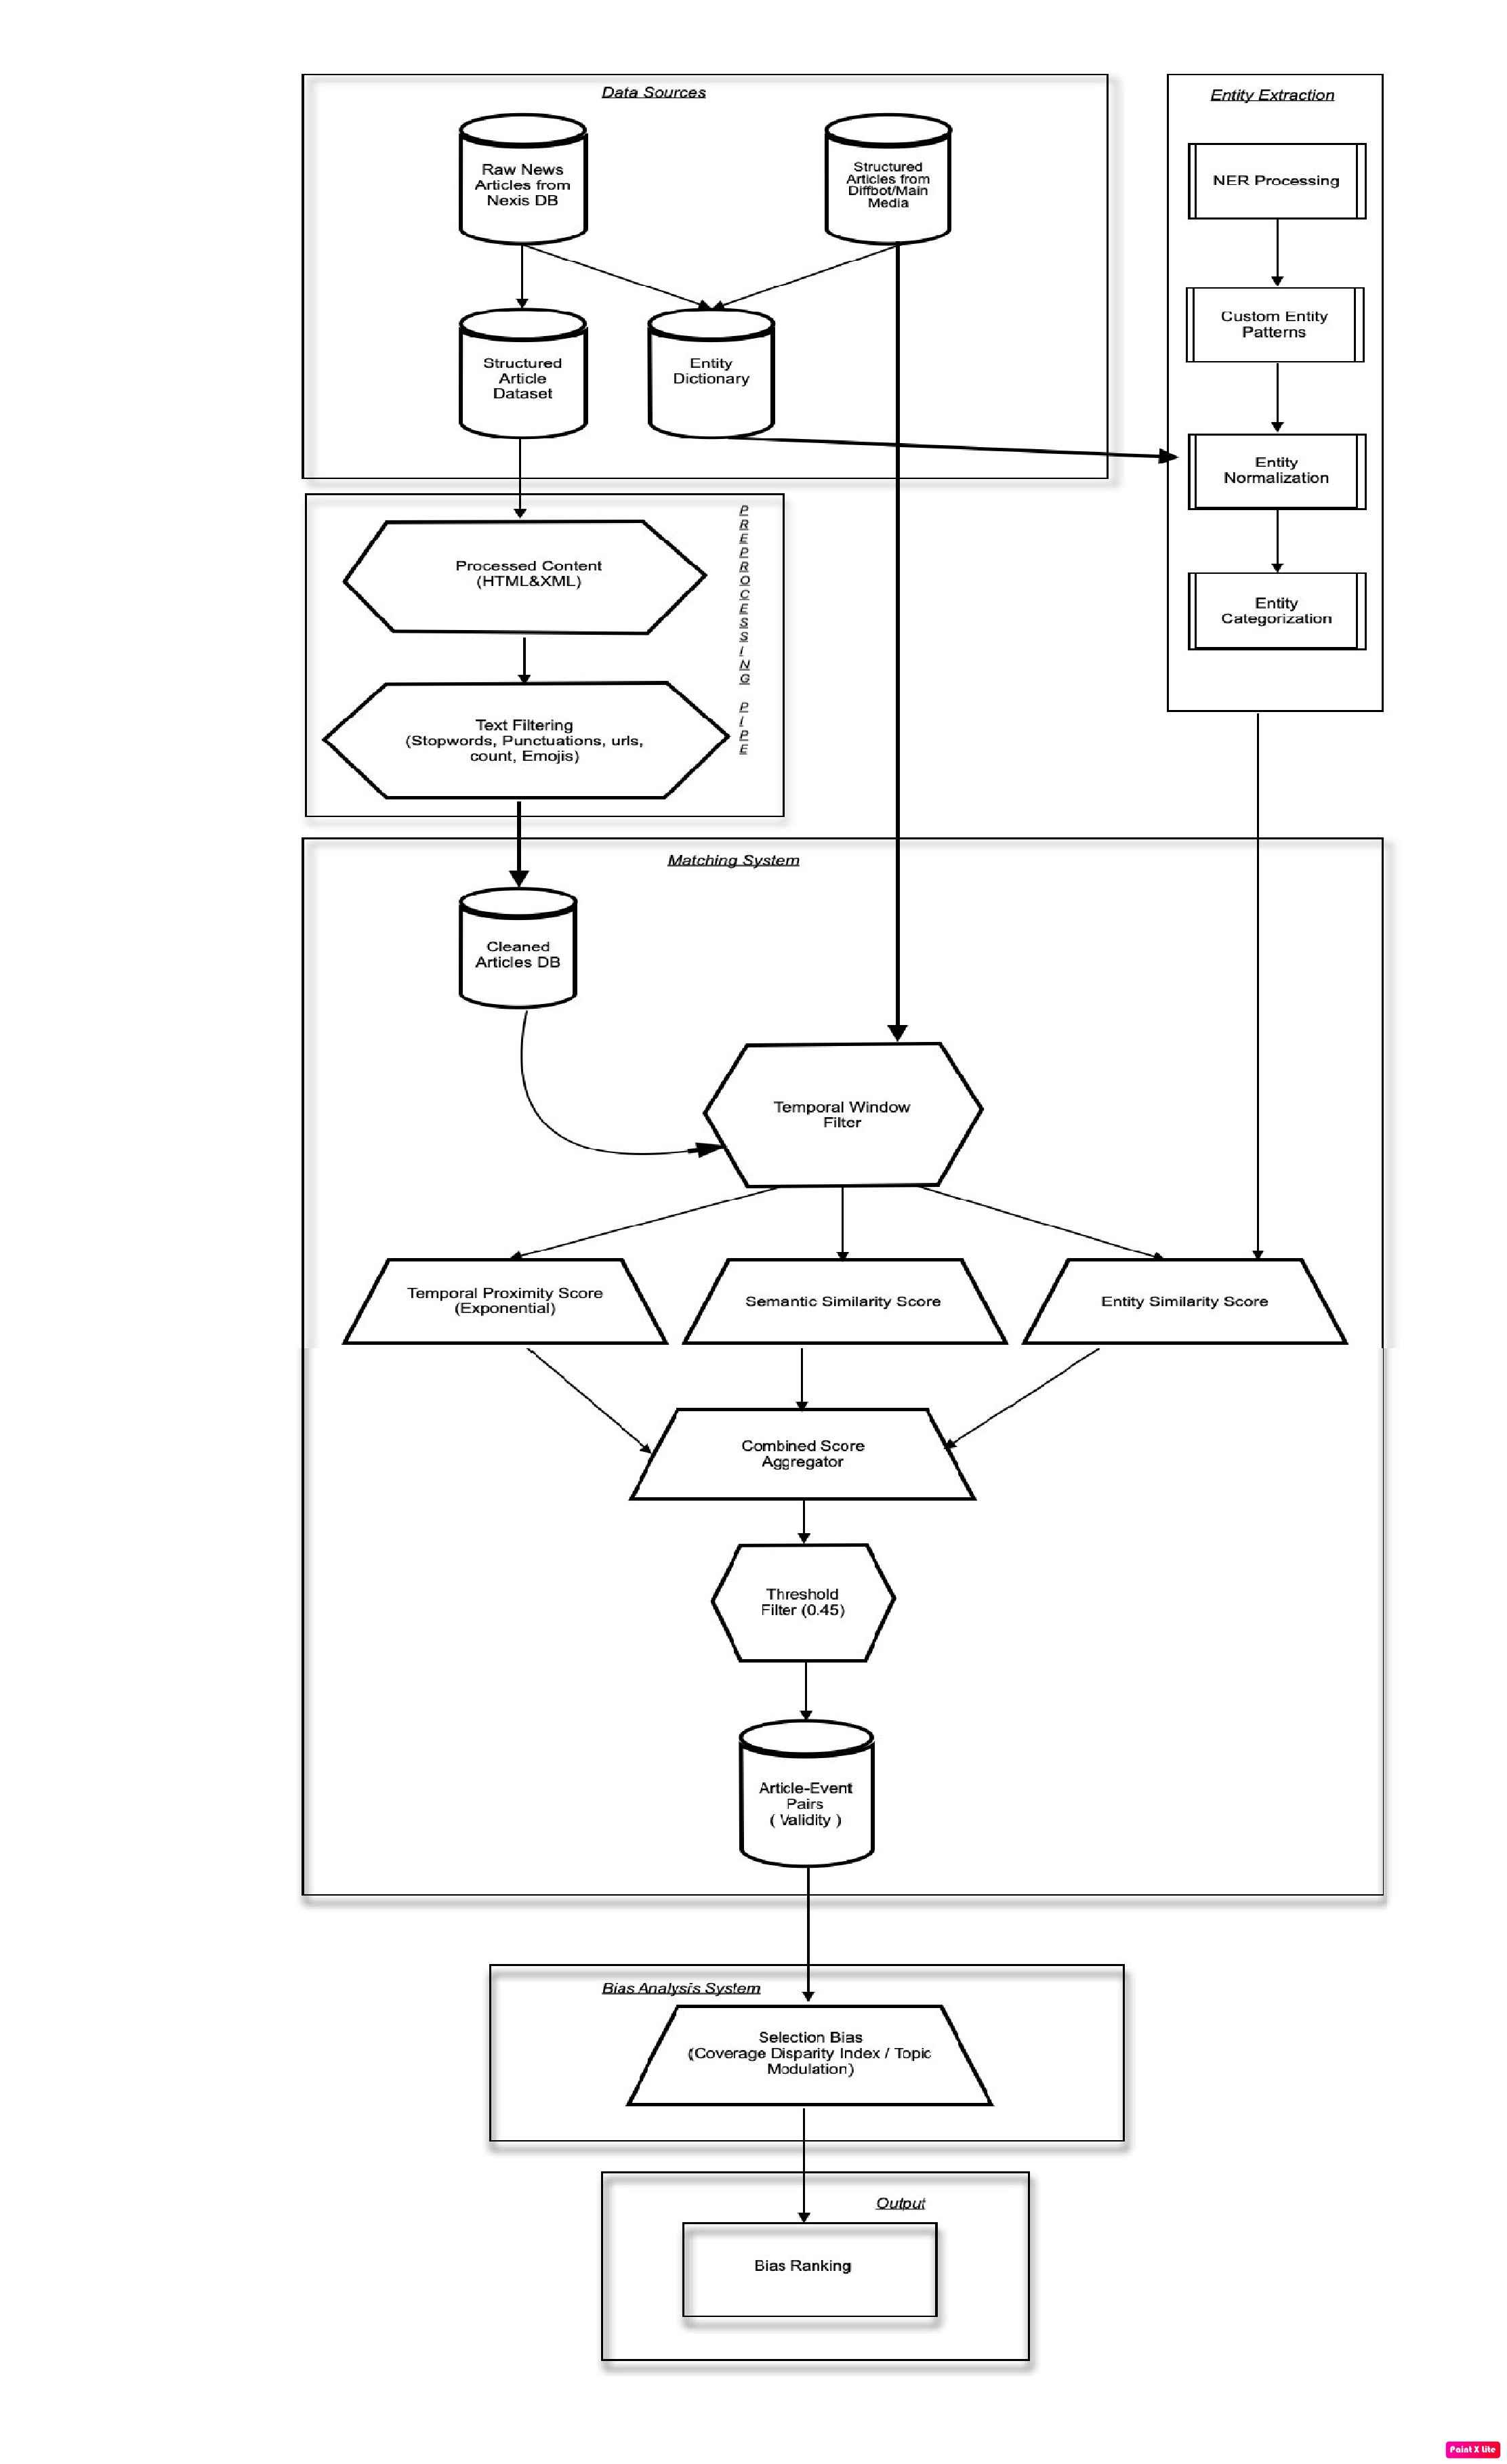 Data Sources
Entity Extraction
Raw News
Articles from
Nexis DB
Structured
Articles from
Diffbot/Main
Media
NER Processing
Custom Entity
Patterns
Structured
Article
Dataset
Entity
Dictionary
Entity
Normalization
Entity
Categorization
PREPROCESSING PIPE
Processed Content
(HTML&XML)
Text Filtering
(Stopwords, Punctuations, urls,
count, Emojis)
Matching System
Cleaned
Articles DB
Temporal Window
Filter
Temporal Proximity Score
(Exponential)
Semantic Similarity Score
Entity Similarity Score
Combined Score
Aggregator
Threshold
Filter (0.45)
Article-Event
Pairs
( Validity )
Bias Analysis System
Selection Bias
(Coverage Disparity Index / Topic
Modulation)
Output
Bias Ranking
Paint X Lite